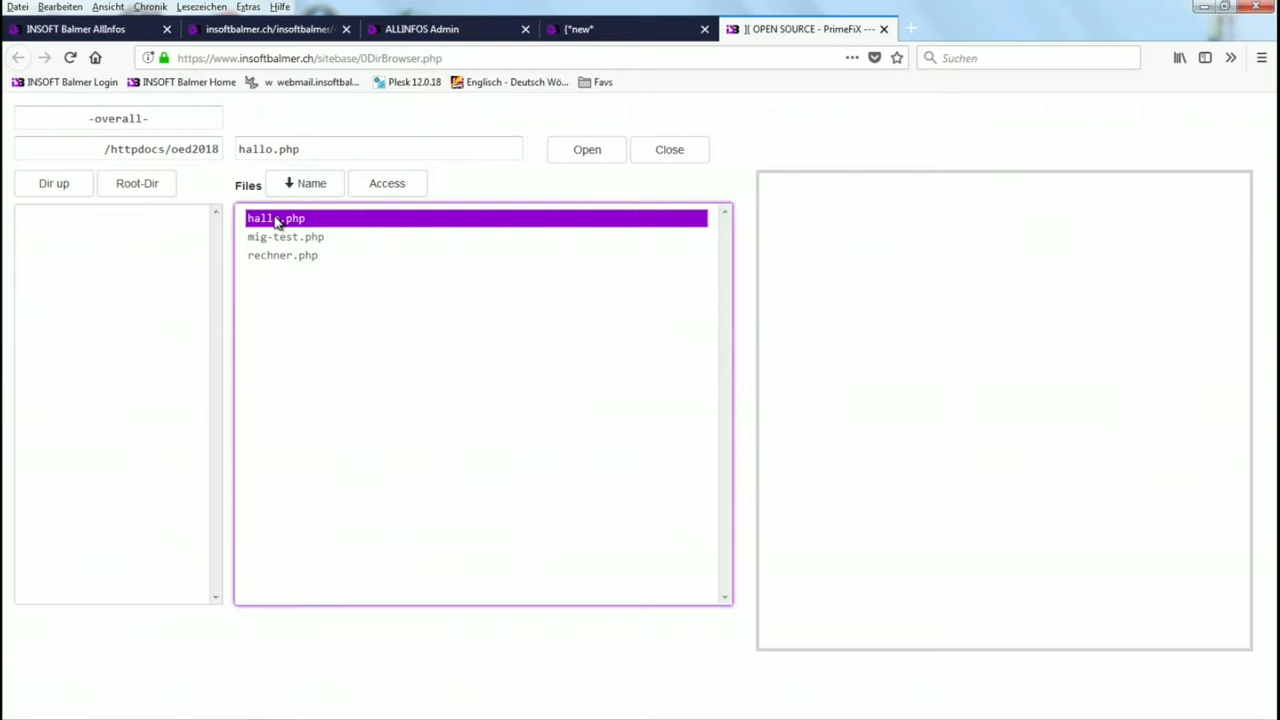 Datei Bearbeiten Ansicht Chronik Lesezeichen Extras Hilfe
INSOFT Balmer AllInfos
insoftbalmer.ch/insoftbalmer/
ALLINFOS Admin
{*new*
][ OPEN SOURCE - PrimeFiX ---
https://www.insoftbalmer.ch/sitebase/0DirBrowser.php
Suchen
INSOFT Balmer Login INSOFT Balmer Home w webmail.insoftbal... Plesk 12.0.18 Englisch - Deutsch Wö... Favs
-overall-
/httpdocs/oed2018 hallo.php Open Close
Dir up Root-Dir Files Name Access
hallo.php
mig-test.php
rechner.php